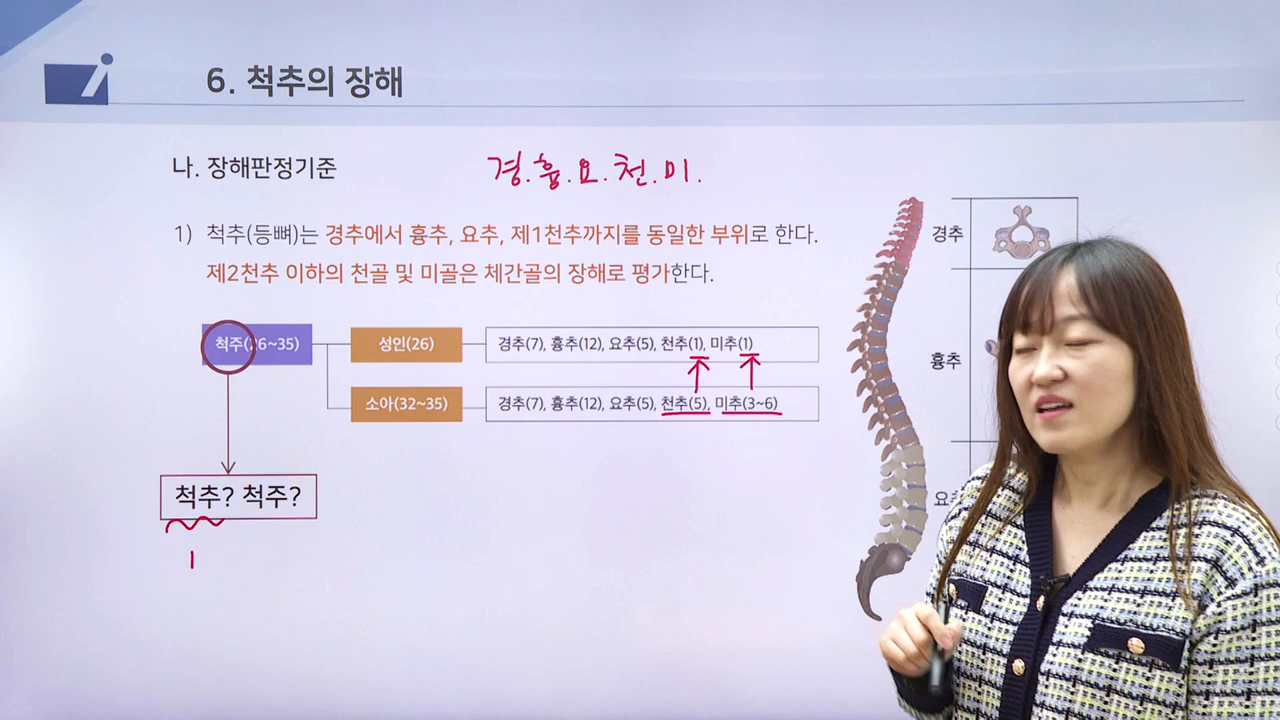 6. 척추의 장해
나. 장해판정기준
경.흉.요.천.미.
1) 척추(등뼈)는 경추에서 흉추, 요추, 제1천추까지를 동일한 부위로 한다.
제2천추 이하의 천골 및 미골은 체간골의 장해로 평가한다.
척주(26~35)
성인(26)
경추(7), 흉추(12), 요추(5), 천추(1), 미추(1)
소아(32~35)
경추(7), 흉추(12), 요추(5), 천추(5), 미추(3~6)
척추? 척주?
1
경추
흉추